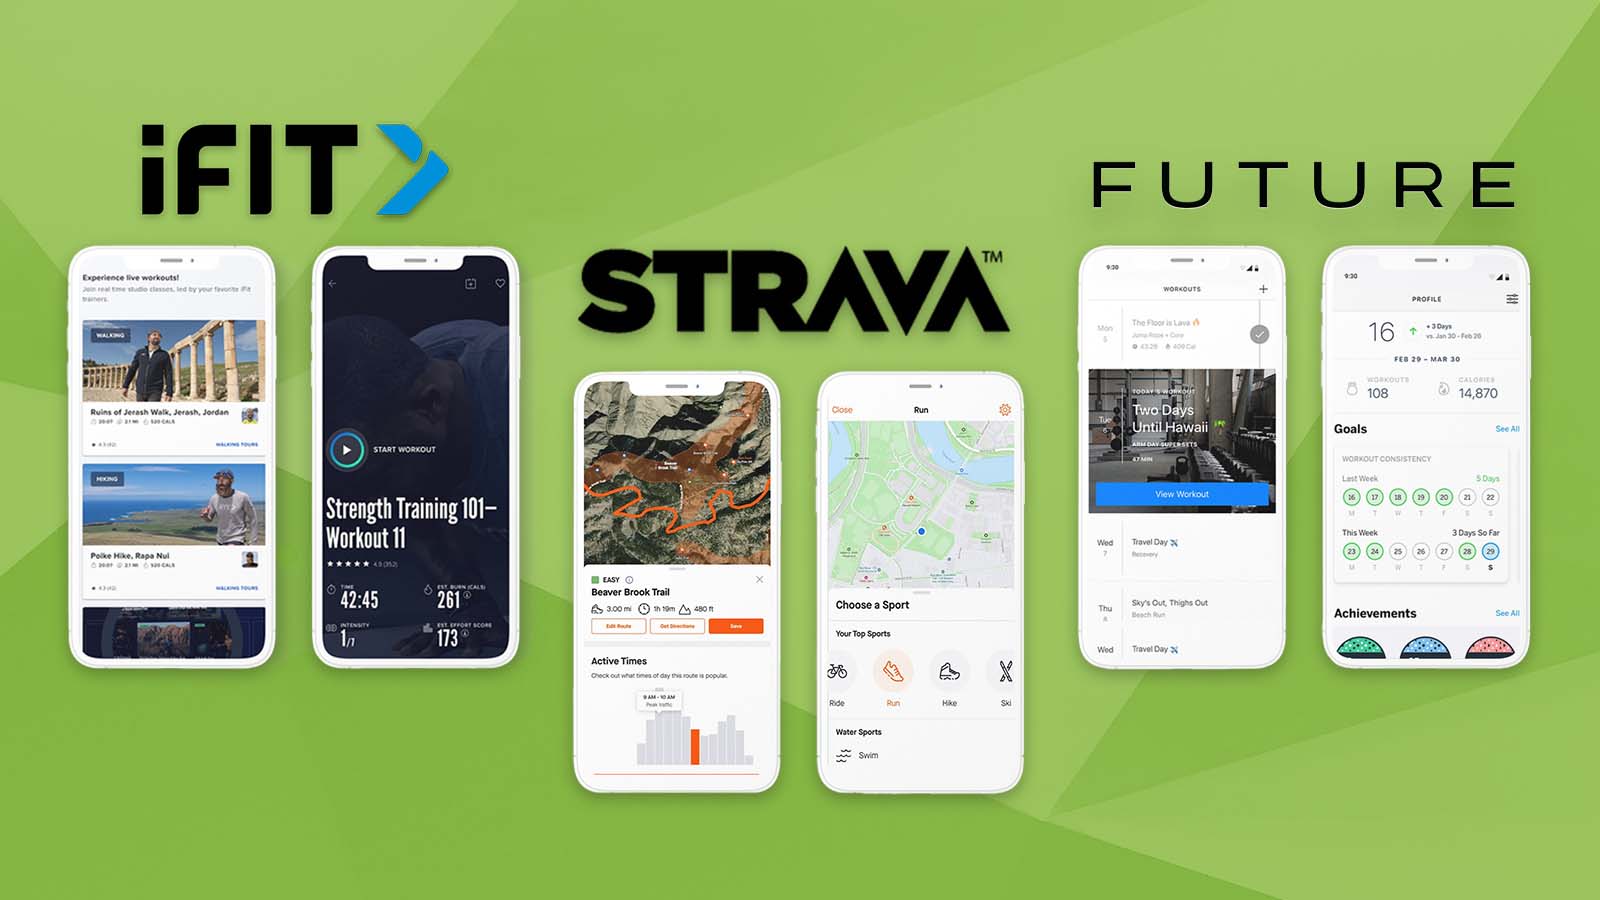 iFIT
Experience live workouts!
Join real time studio classes, led by your favorite iFit
trainers.
WALKING
Ruins of Jerash Walk, Jerash, Jordan
20:07 2.1 MI 520 CALS
4.3 (42) WALKING TOURS
HIKING
Poike Hike, Rapa Nui
20:07 2.1 MI 520 CALS
4.3 (42) WALKING TOURS
START WORKOUT
Strength Training 101–
Workout 11
4.9 (352)
TIME
42:45
EST. BURN (CALS)
261
INTENSITY
1/7
EST. EFFORT SCORE
173
STRAVA™
Beaver
Brook Trail
EASY
Beaver Brook Trail
3.00 mi 1h 19m 480 ft
Edit Route Get Directions Save
Active Times
Check out what times of day this route is popular.
9 AM - 10 AM
Peak traffic
Close Run
Choose a Sport
Your Top Sports
Ride Run Hike Ski
Water Sports
Swim
FUTURE
9:30
WORKOUTS +
Mon
5
The Floor is Lava 🔥
Jump Rope + Core
43:28 409 Cal
Tue
6
TODAY'S WORKOUT
Two Days
Until Hawaii
ARM DAY SUPER SETS
47 MIN
View Workout
Wed
7
Travel Day ✈️
Recovery
Thu
8
Sky's Out, Thighs Out
Beach Run
Wed
Travel Day ✈️
9:30
PROFILE
16
+ 3 Days
vs. Jan 30 - Feb 28
FEB 29 – MAR 30
WORKOUTS
108
CALORIES
14,870
Goals See All
WORKOUT CONSISTENCY
Last Week 5 Days
16 17 18 19 20 21 22
M T W T F S S
This Week 3 Days So Far
23 24 25 26 27 28 29
M T W T F S S
Achievements See All